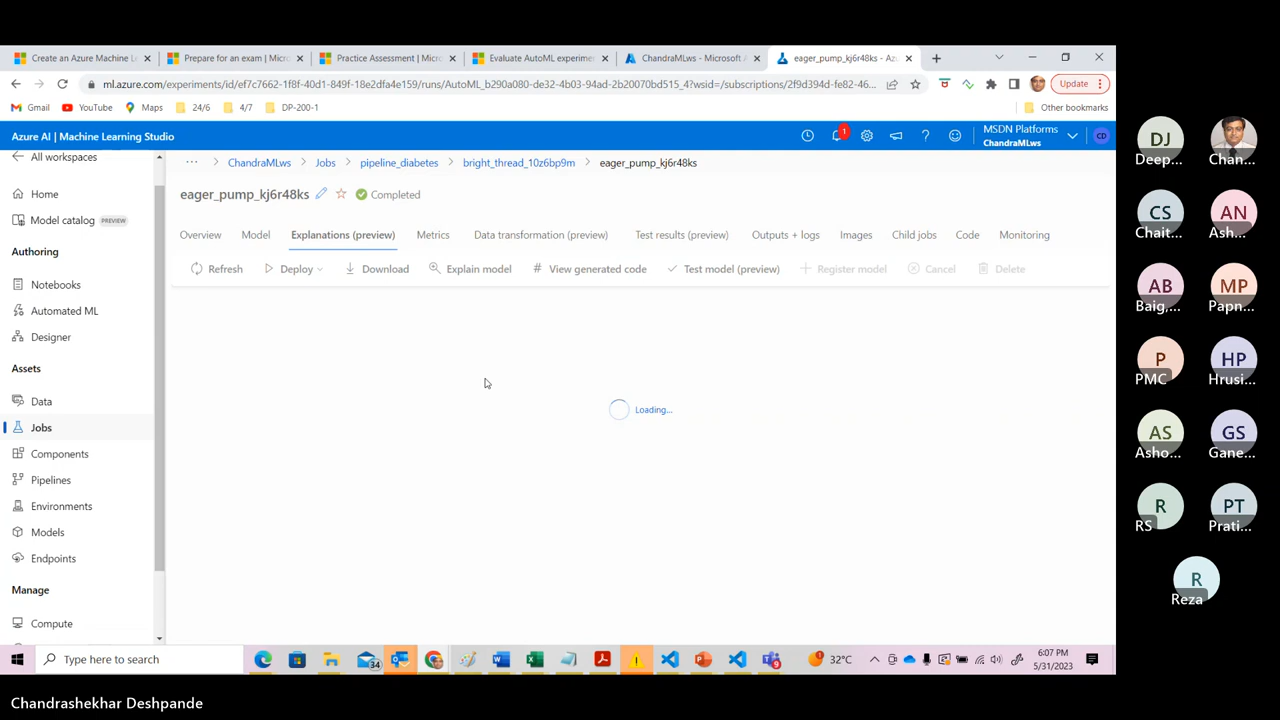 Create an Azure Machine L
Prepare for an exam | Micro
Practice Assessment | Micros
Evaluate AutoML experime
ChandraMLws - Microsoft A
eager_pump_kj6r48ks - Az
ml.azure.com/experiments/id/ef7c7662-1f8f-40d1-849f-18e2dfa4e159/runs/AutoML_b290a080-de32-4b03-94ad-2b20070bd515_4?wsid=/subscriptions/2f9d394d-fe82-46...
Update
Gmail
YouTube
Maps
24/6
4/7
DP-200-1
Other bookmarks
Azure AI | Machine Learning Studio
1
MSDN Platforms
ChandraMLws
CD
All workspaces
Home
Model catalog PREVIEW
Authoring
Notebooks
Automated ML
Designer
Assets
Data
Jobs
Components
Pipelines
Environments
Models
Endpoints
Manage
Compute
... > ChandraMLws > Jobs > pipeline_diabetes > bright_thread_10z6bp9m > eager_pump_kj6r48ks
eager_pump_kj6r48ks
Completed
Overview
Model
Explanations (preview)
Metrics
Data transformation (preview)
Test results (preview)
Outputs + logs
Images
Child jobs
Code
Monitoring
Refresh
Deploy
Download
Explain model
View generated code
Test model (preview)
Register model
Cancel
Delete
Loading...
Type here to search
34
9
32°C
6:07 PM
5/31/2023
DJ
Deep...
Chan...
CS
Chait...
AN
Ash...
AB
Baig,...
MP
Papn...
P
PMC
HP
Hrusi...
AS
Asho...
GS
Gane...
R
RS
PT
Prati...
R
Reza
Chandrashekhar Deshpande